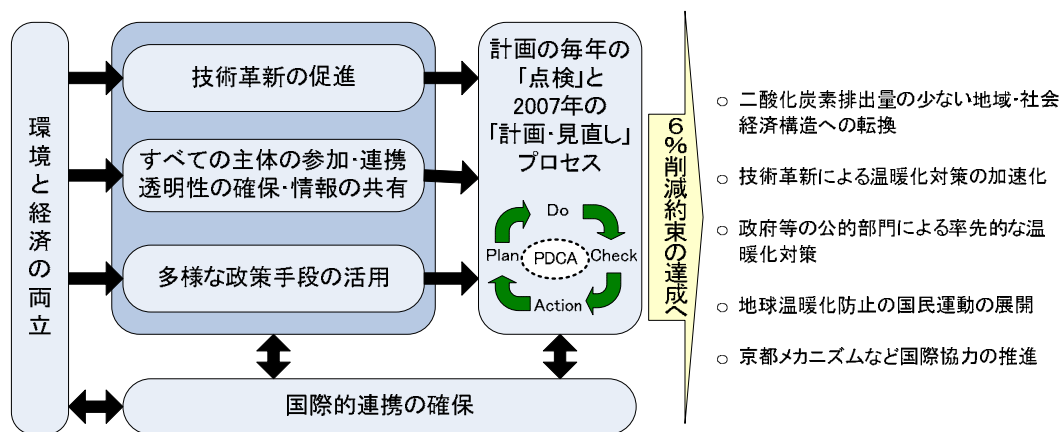 環境と経済の両立
技術革新の促進
すべての主体の参加・連携
透明性の確保・情報の共有
多様な政策手段の活用
計画の毎年の
「点検」と
2007年の
「計画・見直し」
プロセス
Do
Plan
PDCA
Check
Action
国際的連携の確保
6%削減約束の達成へ
○ 二酸化炭素排出量の少ない地域・社会
経済構造への転換
○ 技術革新による温暖化対策の加速化
○ 政府等の公的部門による率先的な温
暖化対策
○ 地球温暖化防止の国民運動の展開
○ 京都メカニズムなど国際協力の推進